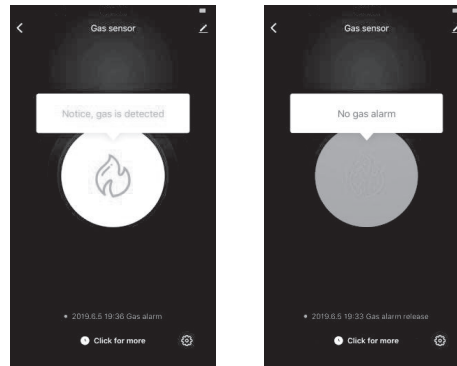 Gas sensor
Notice, gas is detected
2019.6.5 19:36 Gas alarm
Click for more
Gas sensor
No gas alarm
2019.6.5 19:33 Gas alarm release
Click for more